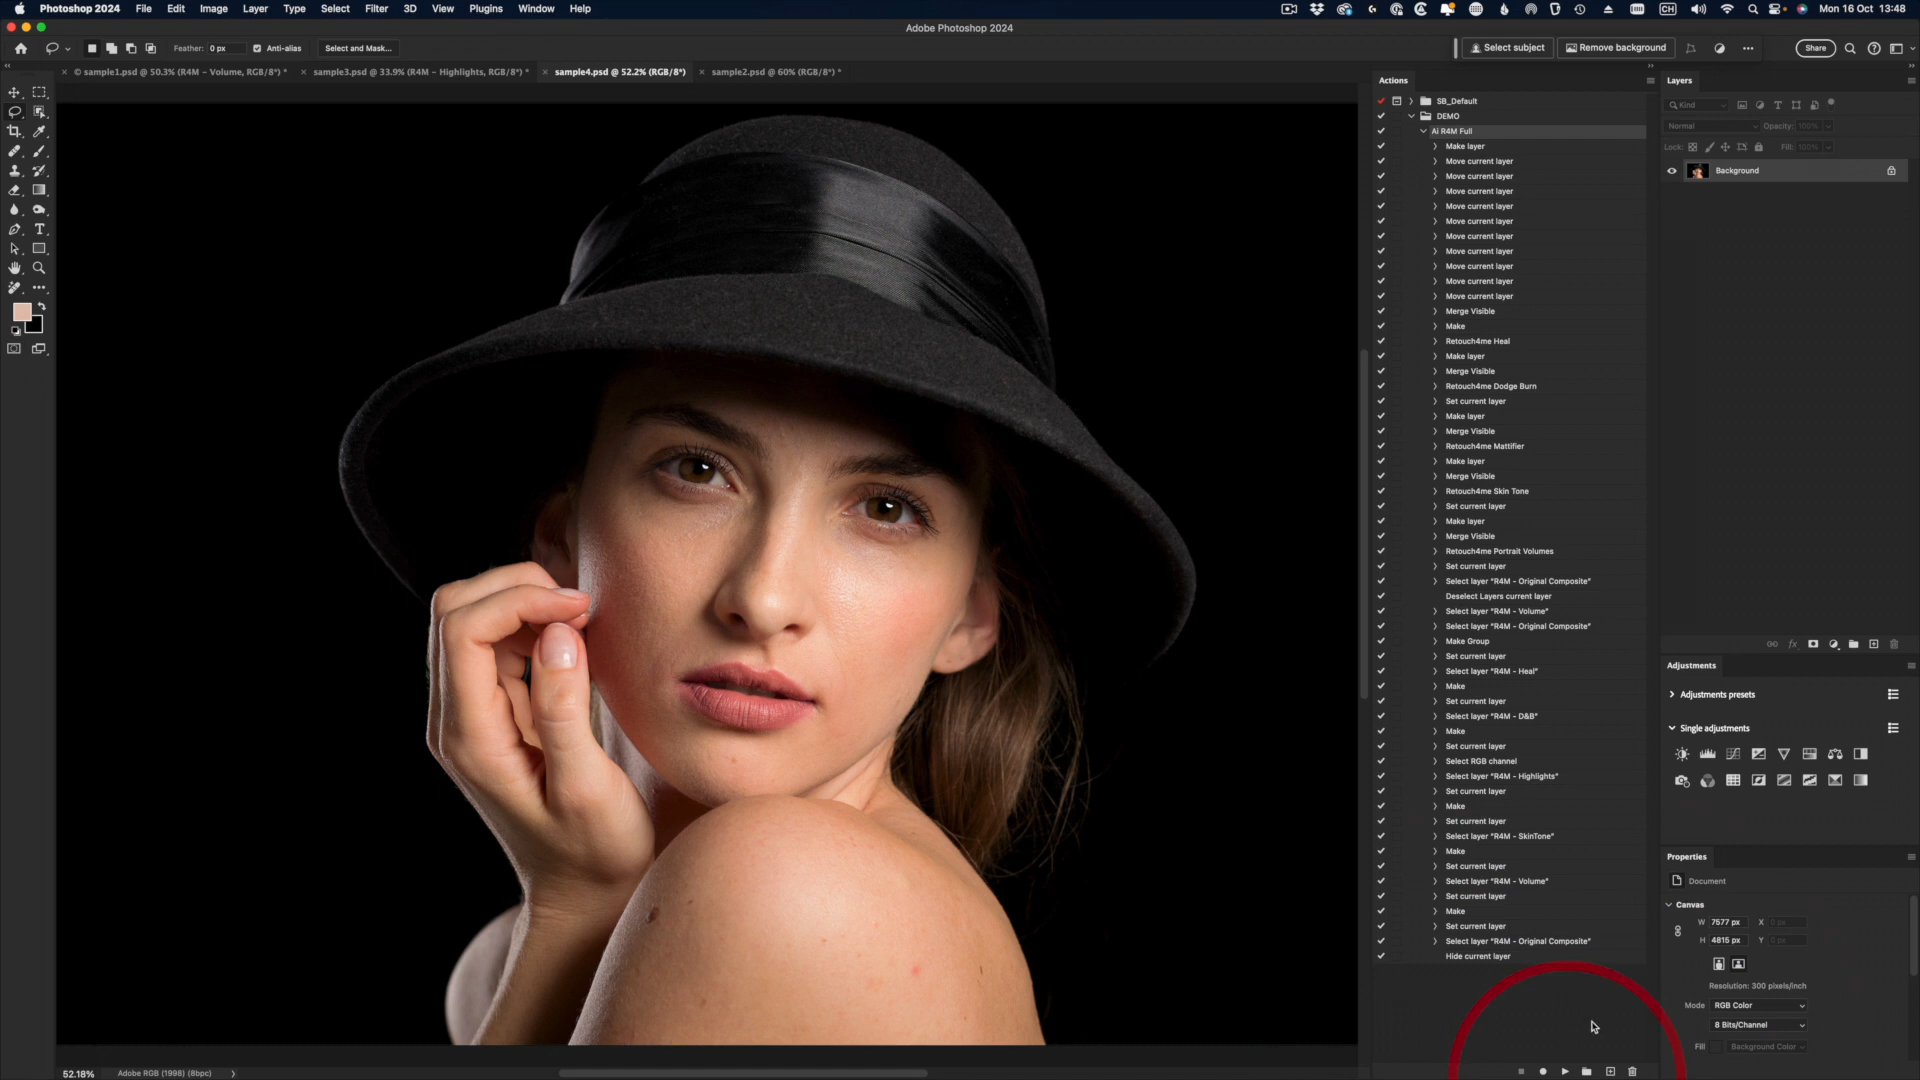 Photoshop 2024 File Edit Image Layer Type Select Filter 3D View Plugins Window Help
CH Mon 16 Oct 13:48
Adobe Photoshop 2024
Feather: 0 px Anti-alias Select and Mask...
Select subject Remove background Share
© sample1.psd @ 50.3% (R4M - Volume, RGB/8*) *
sample3.psd @ 33.9% (R4M - Highlights, RGB/8*) *
sample4.psd @ 52.2% (RGB/8*)
sample2.psd @ 60% (RGB/8*) *
Actions
SB_Default
DEMO
Ai R4M Full
Make layer
Move current layer
Move current layer
Move current layer
Move current layer
Move current layer
Move current layer
Move current layer
Move current layer
Move current layer
Move current layer
Merge Visible
Make
Retouch4me Heal
Make layer
Merge Visible
Retouch4me Dodge Burn
Set current layer
Make layer
Merge Visible
Retouch4me Mattifier
Make layer
Merge Visible
Retouch4me Skin Tone
Set current layer
Make layer
Merge Visible
Retouch4me Portrait Volumes
Set current layer
Select layer "R4M - Original Composite"
Deselect Layers current layer
Select layer "R4M - Volume"
Select layer "R4M - Original Composite"
Make Group
Set current layer
Select layer "R4M - Heal"
Make
Set current layer
Select layer "R4M - D&B"
Make
Set current layer
Select RGB channel
Select layer "R4M - Highlights"
Set current layer
Make
Set current layer
Select layer "R4M - SkinTone"
Make
Set current layer
Select layer "R4M - Volume"
Set current layer
Make
Set current layer
Select layer "R4M - Original Composite"
Hide current layer
Layers
Kind
Normal Opacity: 100%
Lock: Fill: 100%
Background
Adjustments
Adjustments presets
Single adjustments
Properties
Document
Canvas
W 7577 px X 0 px
H 4815 px Y 0 px
Resolution: 300 pixels/inch
Mode RGB Color
8 Bits/Channel
Fill Background Color
52.18% Adobe RGB (1998) (8bpc)